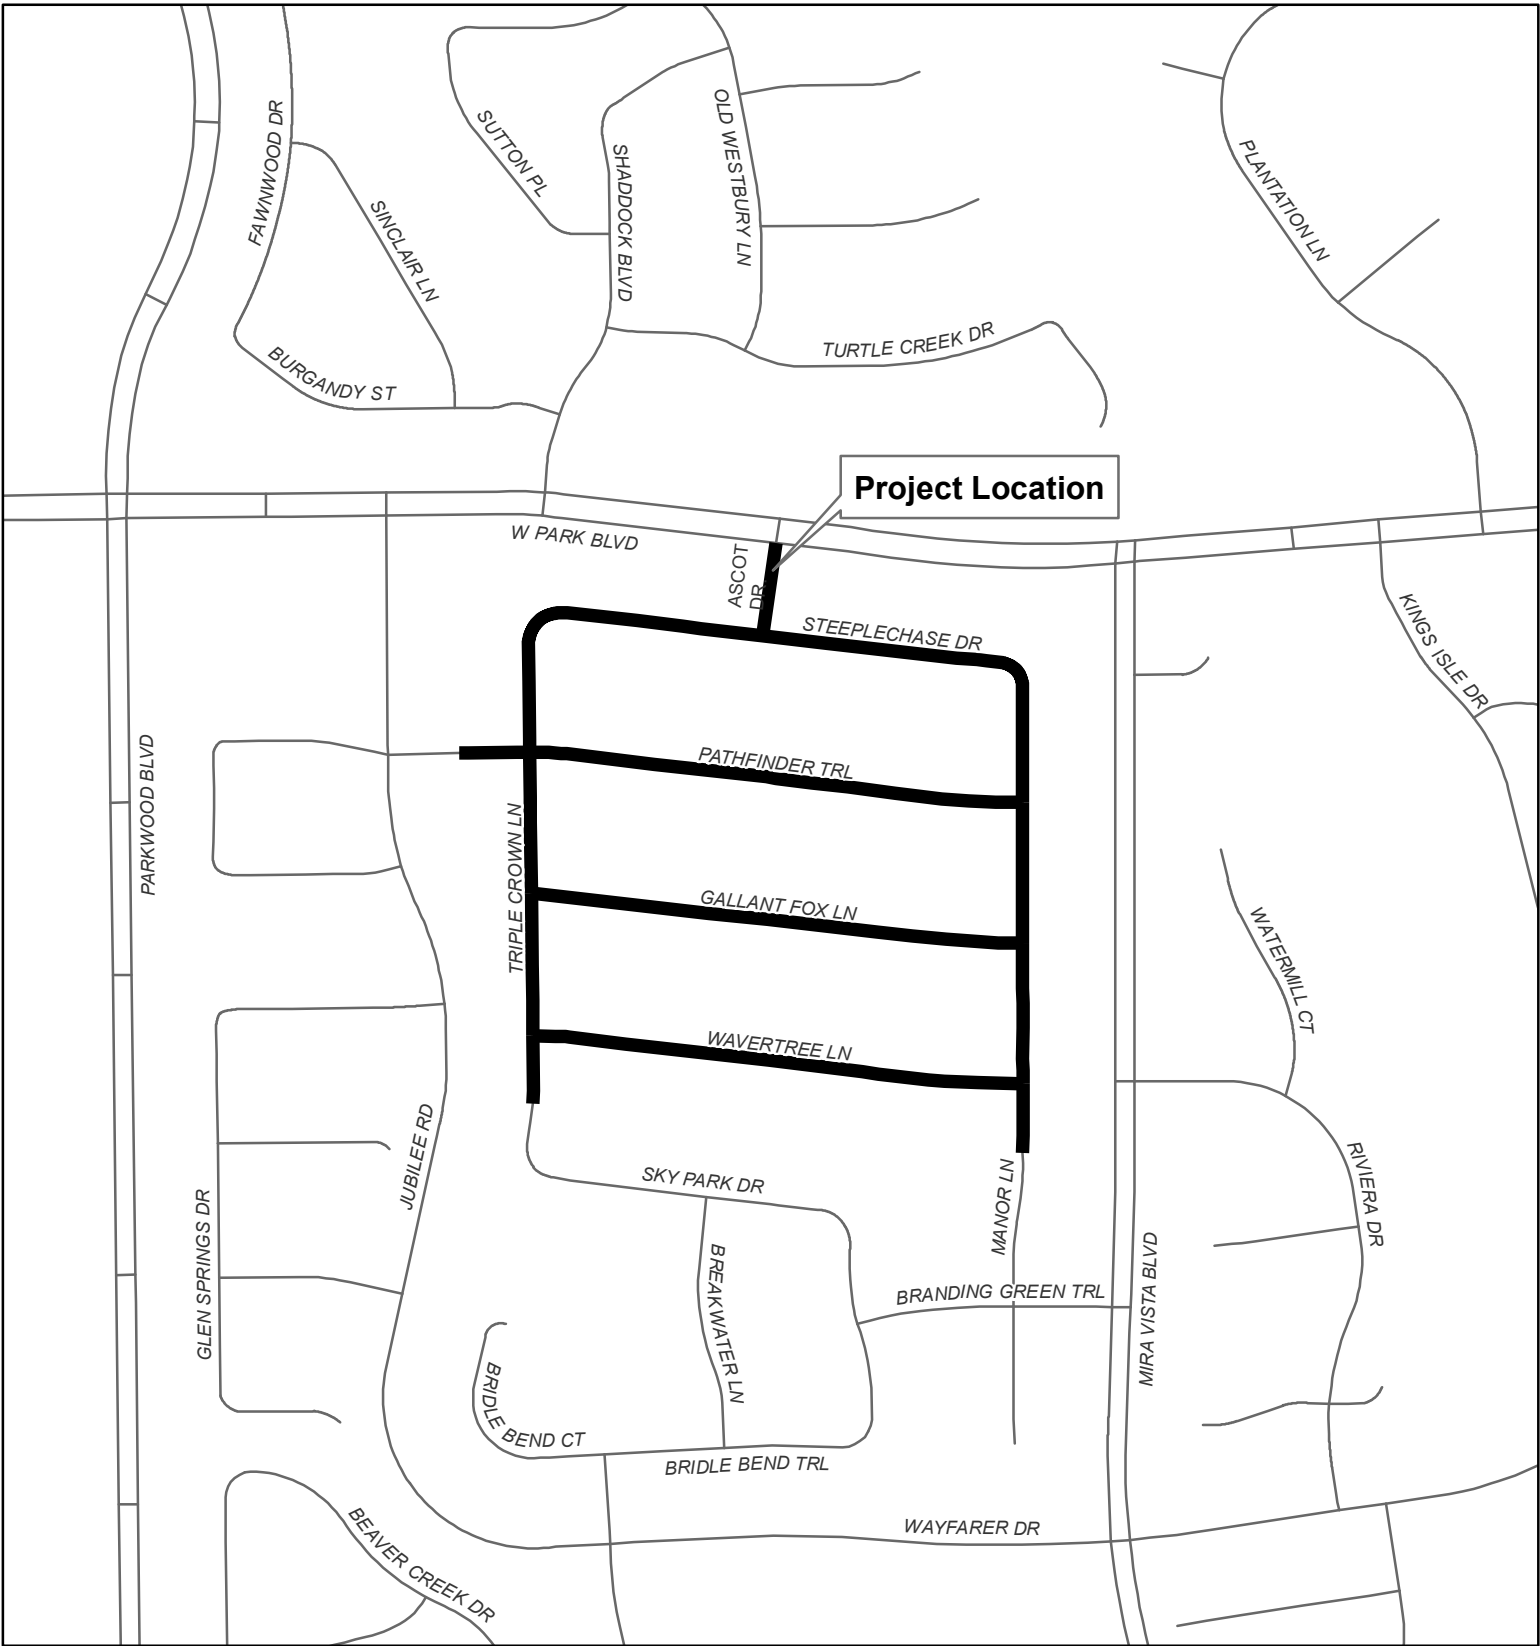 FAWNWOOD DR
SUTTON PL
SINCLAIR LN
SHADDOCK BLVD
OLD WESTBURY LN
PLANTATION LN
TURTLE CREEK DR
BURGANDY ST
Project Location
W PARK BLVD
ASCOT
DR
STEEPLECHASE DR
KINGS ISLE DR
PARKWOOD BLVD
PATHFINDER TRL
TRIPLE CROWN LN
GALLANT FOX LN
WATERMILL CT
WAVERTREE LN
JUBILEE RD
SKY PARK DR
MANOR LN
RIVIERA DR
GLEN SPRINGS DR
BREAKWATER LN
BRANDING GREEN TRL
MIRA VISTA BLVD
BRIDLE BEND CT
BRIDLE BEND TRL
WAYFARER DR
BEAVER CREEK DR